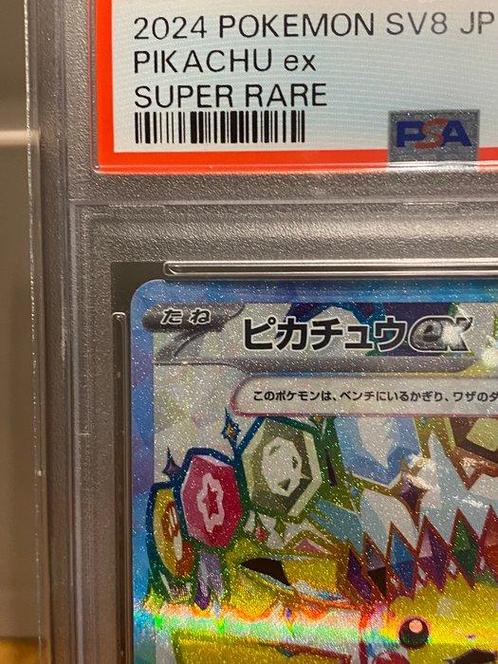 2024 POKEMON SV8 JP
PIKACHU ex
SUPER RARE
PSA
たね
ピカチュウex
このポケモンは、ベンチにいるかぎり、ワザのダ